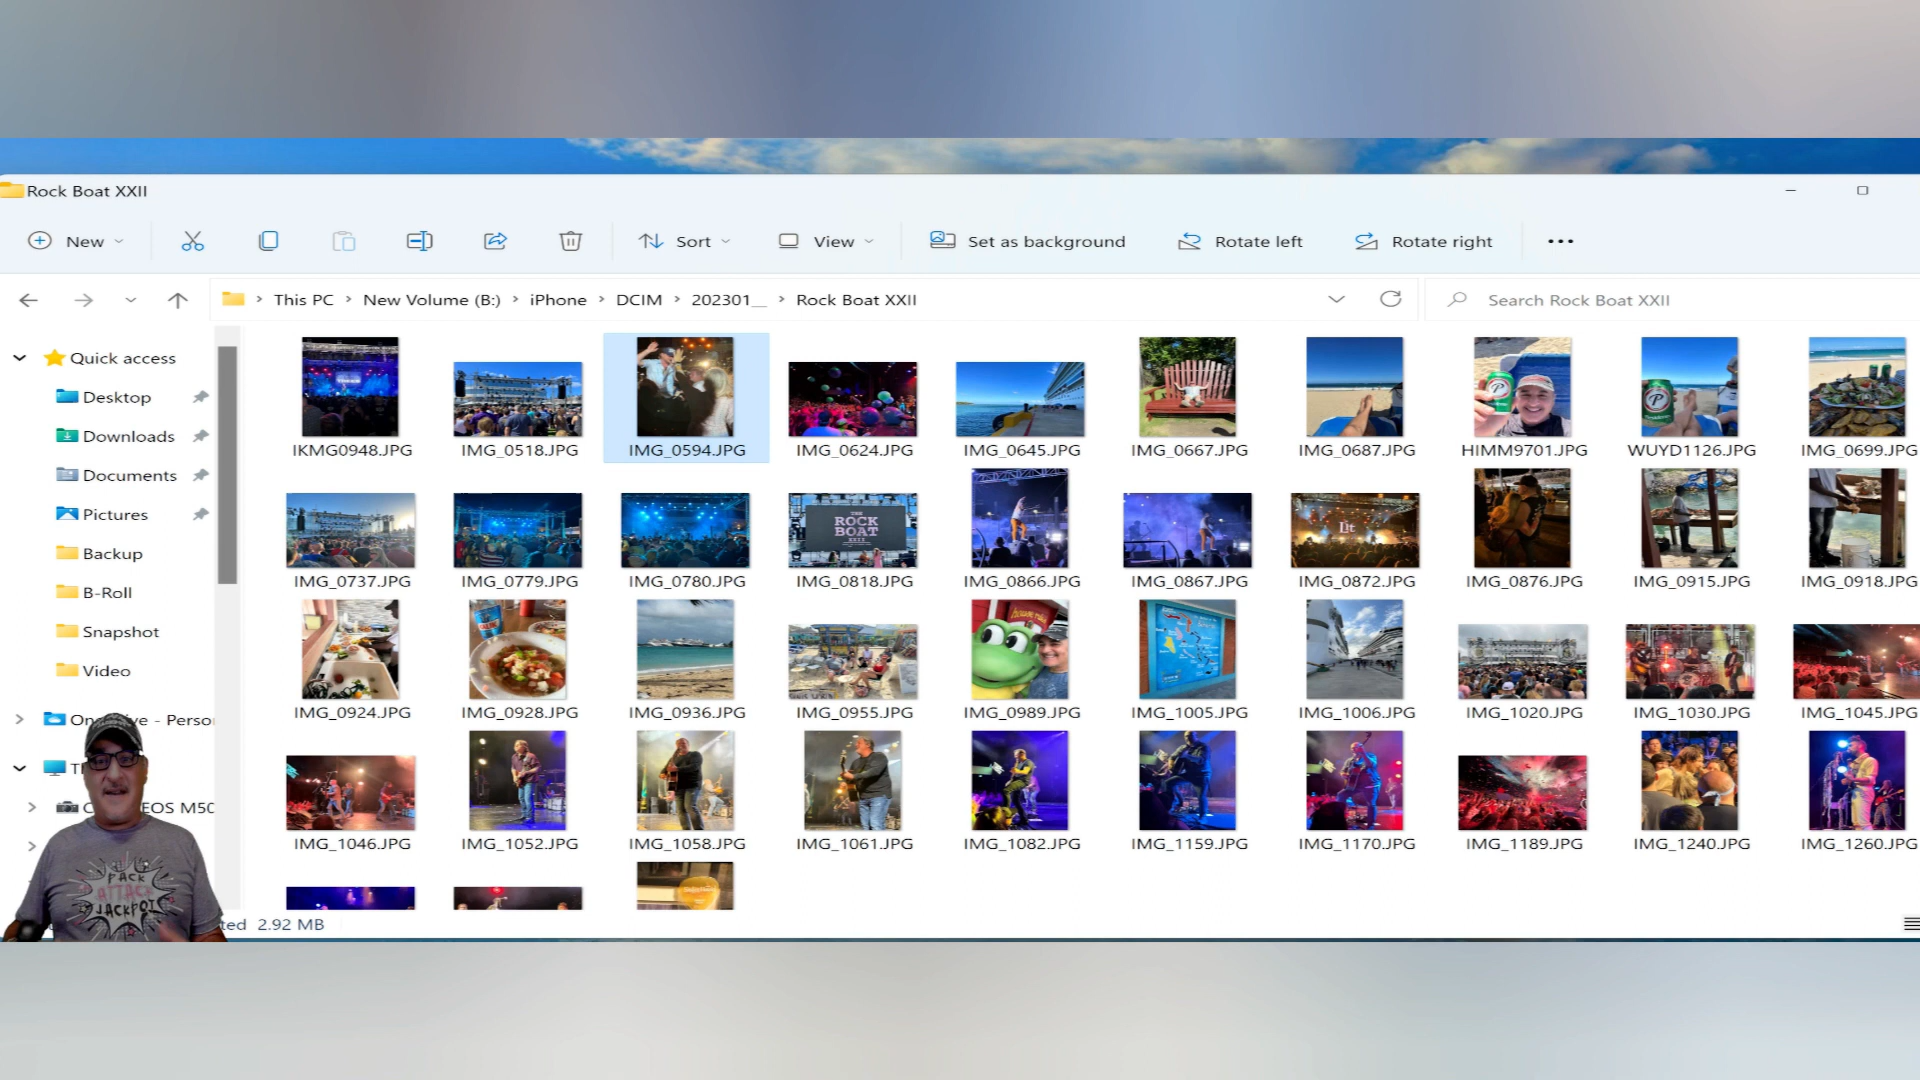 Rock Boat XXII
New
Sort
View
Set as background
Rotate left
Rotate right
This PC > New Volume (B:) > iPhone > DCIM > 202301__ > Rock Boat XXII
Search Rock Boat XXII
Quick access
Desktop
Downloads
Documents
Pictures
Backup
B-Roll
Snapshot
Video
- Perso
EOS M50
IKMG0948.JPG IMG_0518.JPG IMG_0594.JPG IMG_0624.JPG IMG_0645.JPG IMG_0667.JPG IMG_0687.JPG HIMM9701.JPG WUYD1126.JPG IMG_0699.JPG
THE
ROCK
BOAT
XXII
lit
IMG_0737.JPG IMG_0779.JPG IMG_0780.JPG IMG_0818.JPG IMG_0866.JPG IMG_0867.JPG IMG_0872.JPG IMG_0876.JPG IMG_0915.JPG IMG_0918.JPG
IMG_0924.JPG IMG_0928.JPG IMG_0936.JPG IMG_0955.JPG IMG_0989.JPG IMG_1005.JPG IMG_1006.JPG IMG_1020.JPG IMG_1030.JPG IMG_1045.JPG
IMG_1046.JPG IMG_1052.JPG IMG_1058.JPG IMG_1061.JPG IMG_1082.JPG IMG_1159.JPG IMG_1170.JPG IMG_1189.JPG IMG_1240.JPG IMG_1260.JPG
PACK
ATTACK
JACKPOT
ted 2.92 MB